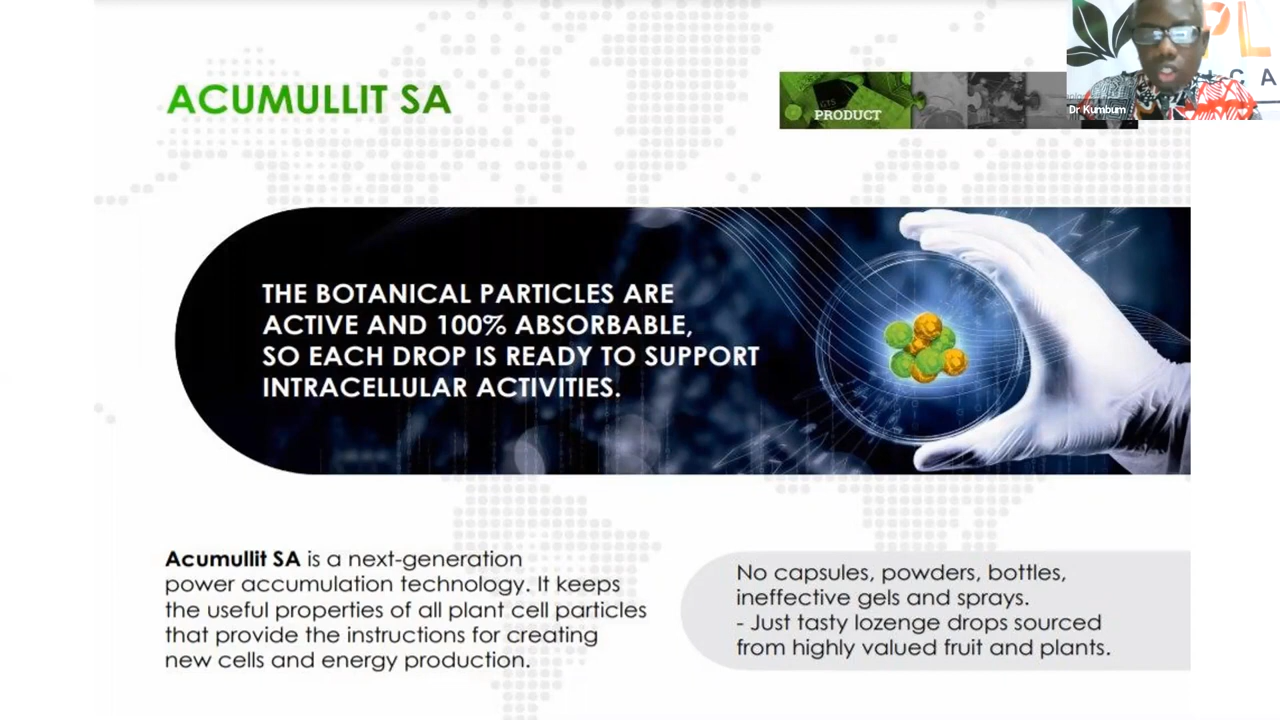 ACUMULLIT SA
PRODUCT
PL
ICA
Dr Kumbum
THE BOTANICAL PARTICLES ARE
ACTIVE AND 100% ABSORBABLE,
SO EACH DROP IS READY TO SUPPORT
INTRACELLULAR ACTIVITIES.
Acumullit SA is a next-generation
power accumulation technology. It keeps
the useful properties of all plant cell particles
that provide the instructions for creating
new cells and energy production.
No capsules, powders, bottles,
ineffective gels and sprays.
- Just tasty lozenge drops sourced
from highly valued fruit and plants.